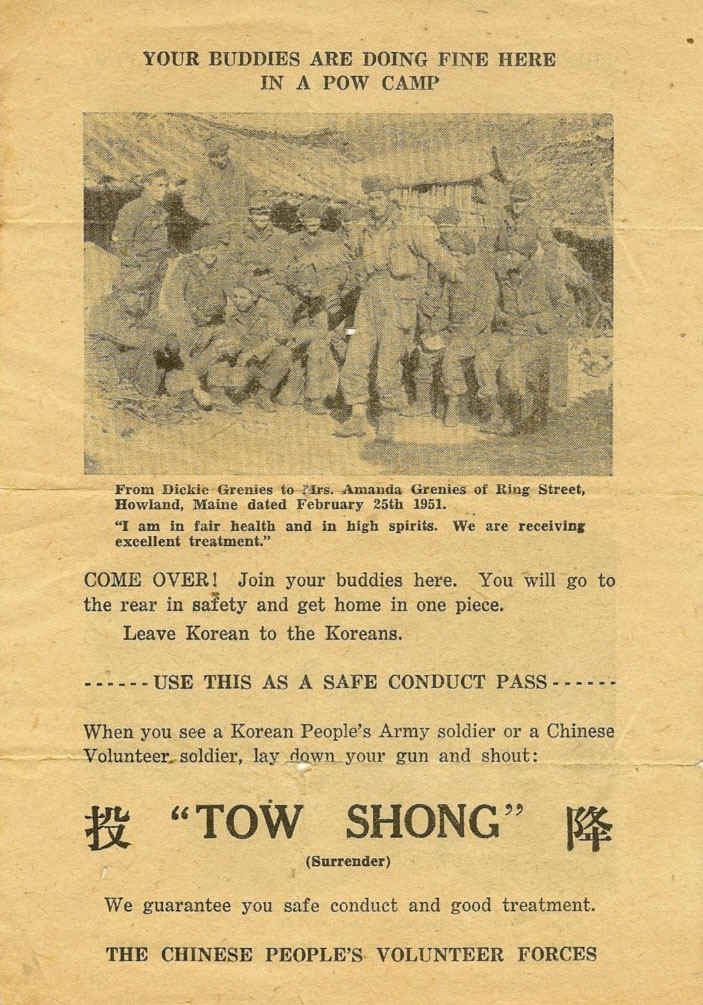 YOUR BUDDIES ARE DOING FINE HERE
IN A POW CAMP
From Dickie Grenies to Mrs. Amanda Grenies of Ring Street,
Howland, Maine dated February 25th 1951.
"I am in fair health and in high spirits. We are receiving
excellent treatment."
COME OVER! Join your buddies here. You will go to
the rear in safety and get home in one piece.
Leave Korean to the Koreans.
------USE THIS AS A SAFE CONDUCT PASS------
When you see a Korean People's Army soldier or a Chinese
Volunteer soldier, lay down your gun and shout:
投 "TOW SHONG" 降
(Surrender)
We guarantee you safe conduct and good treatment.
THE CHINESE PEOPLE'S VOLUNTEER FORCES